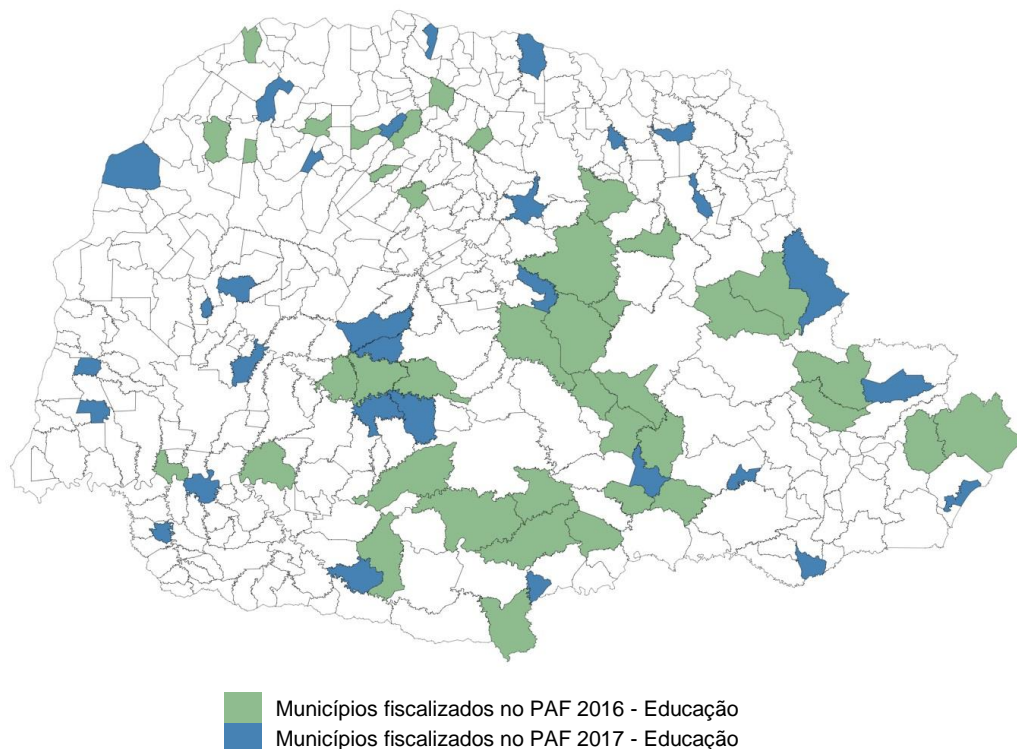 Municípios fiscalizados no PAF 2016 - Educação
Municípios fiscalizados no PAF 2017 - Educação